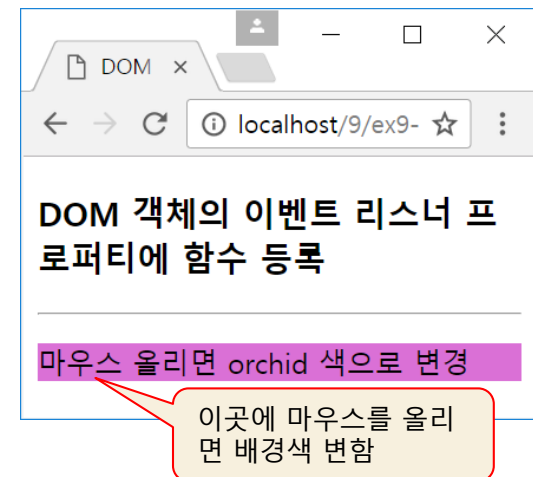 DOM
localhost/9/ex9-
DOM 객체의 이벤트 리스너 프
로퍼티에 함수 등록
마우스 올리면 orchid 색으로 변경
이곳에 마우스를 올리
면 배경색 변함